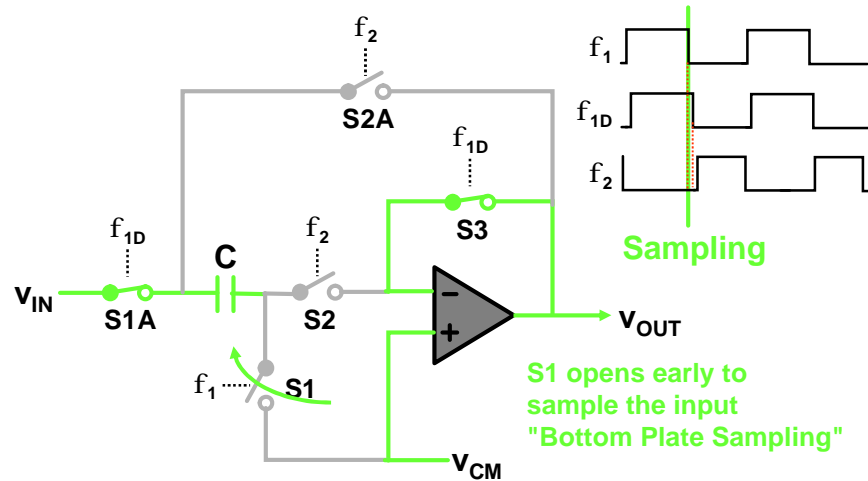 f2
f1
S2A
f1D
f1D
f2
S3
Sampling
f1D
C
f2
VIN
S1A
S2
−
+
VOUT
f1
S1
S1 opens early to
sample the input
"Bottom Plate Sampling"
VCM